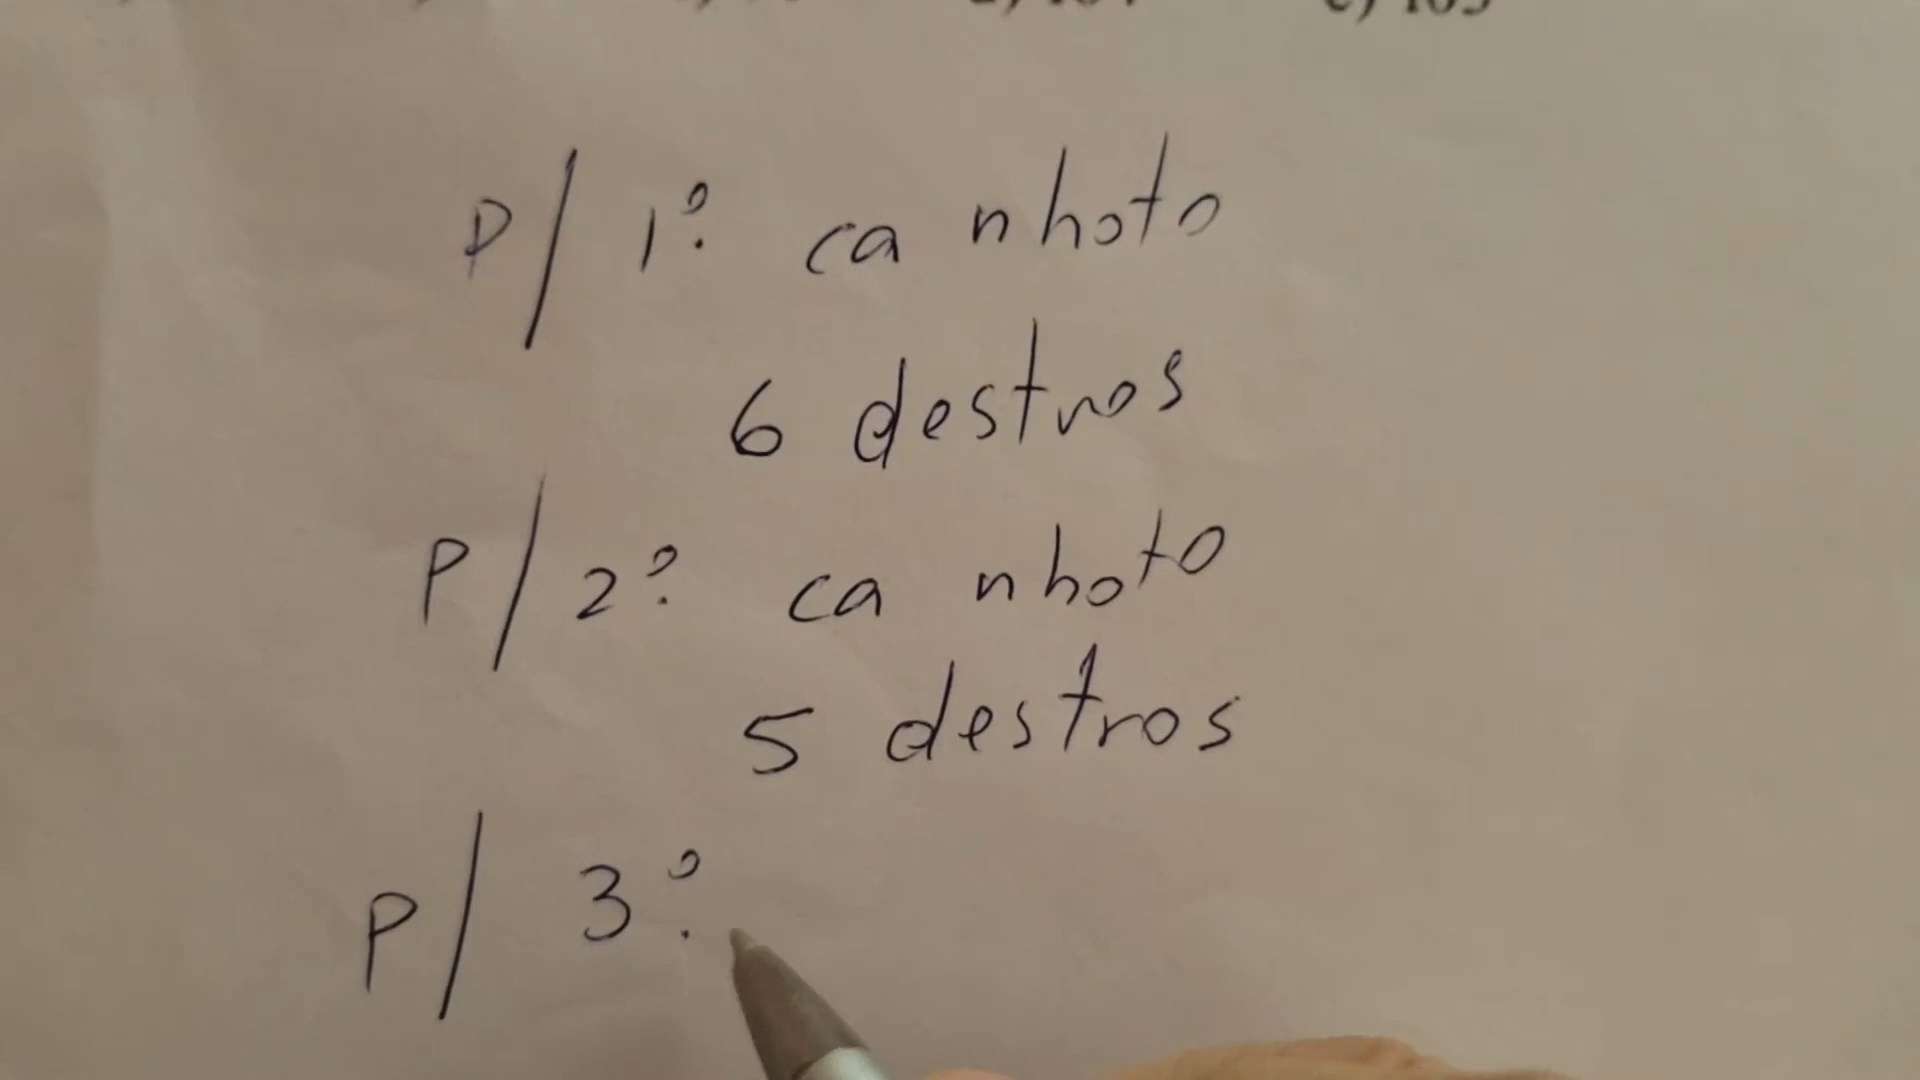 P/ 1º canhoto
6 destros
P/ 2º canhoto
5 destros
P/ 3º